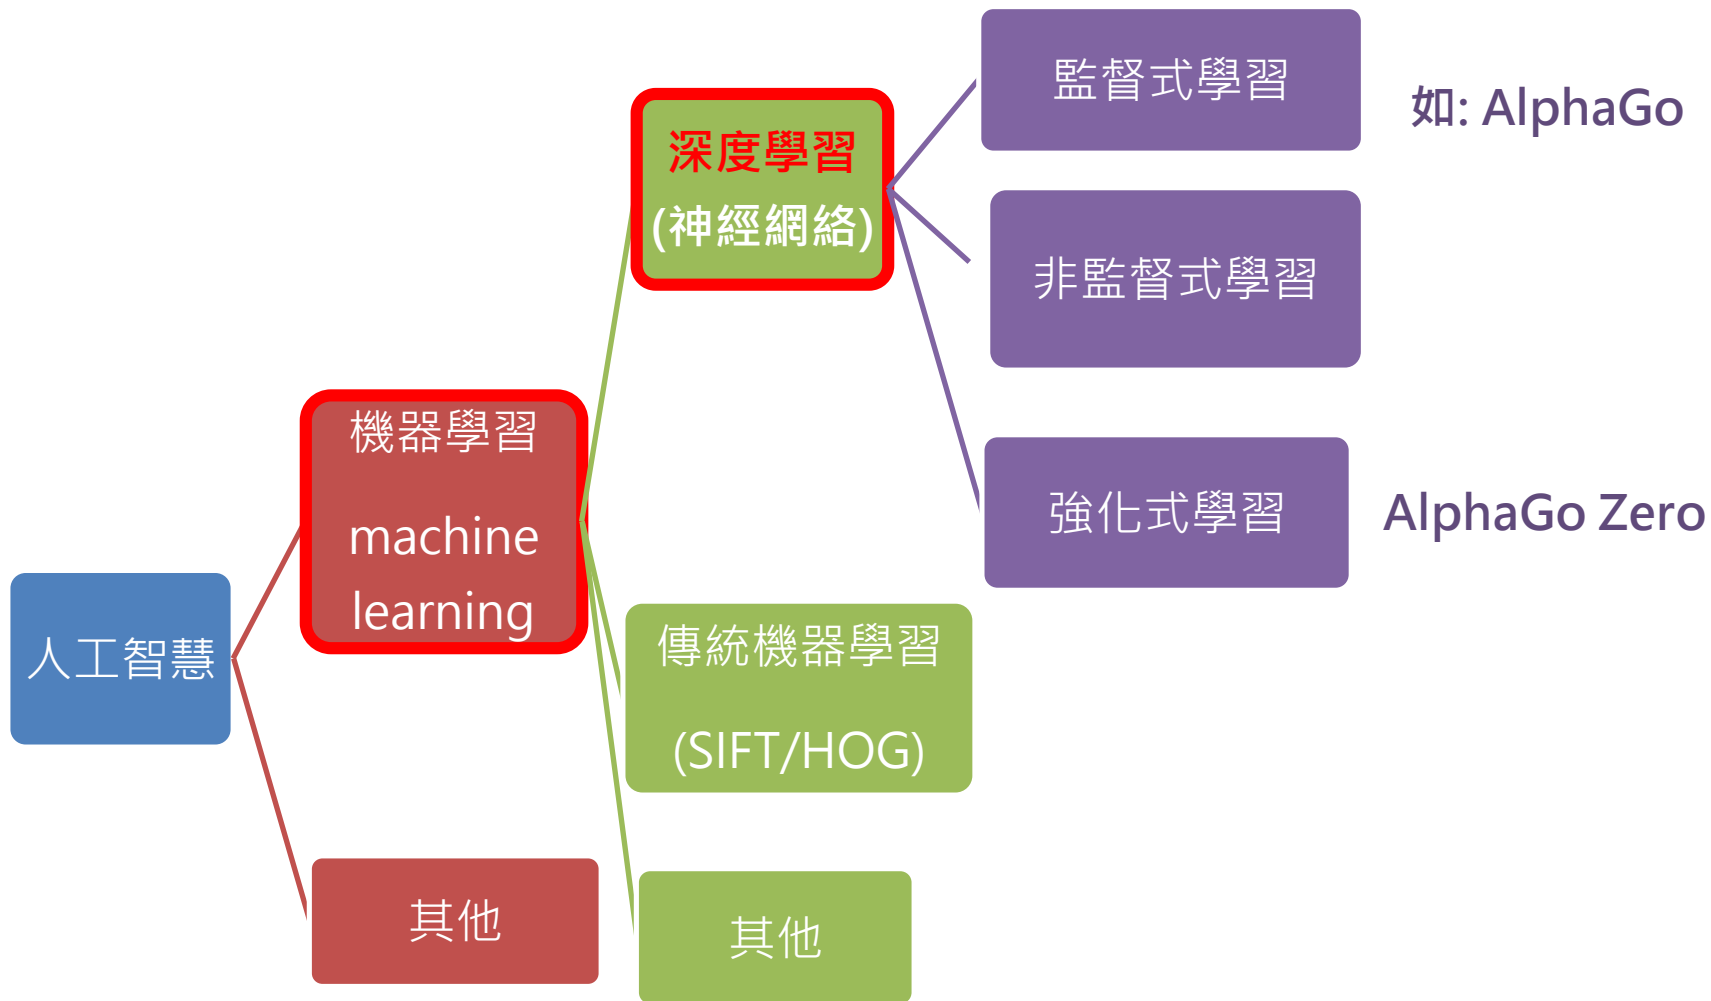 人工智慧
機器學習
machine
learning
其他
深度學習
(神經網絡)
傳統機器學習
(SIFT/HOG)
其他
監督式學習
如: AlphaGo
非監督式學習
強化式學習
AlphaGo Zero